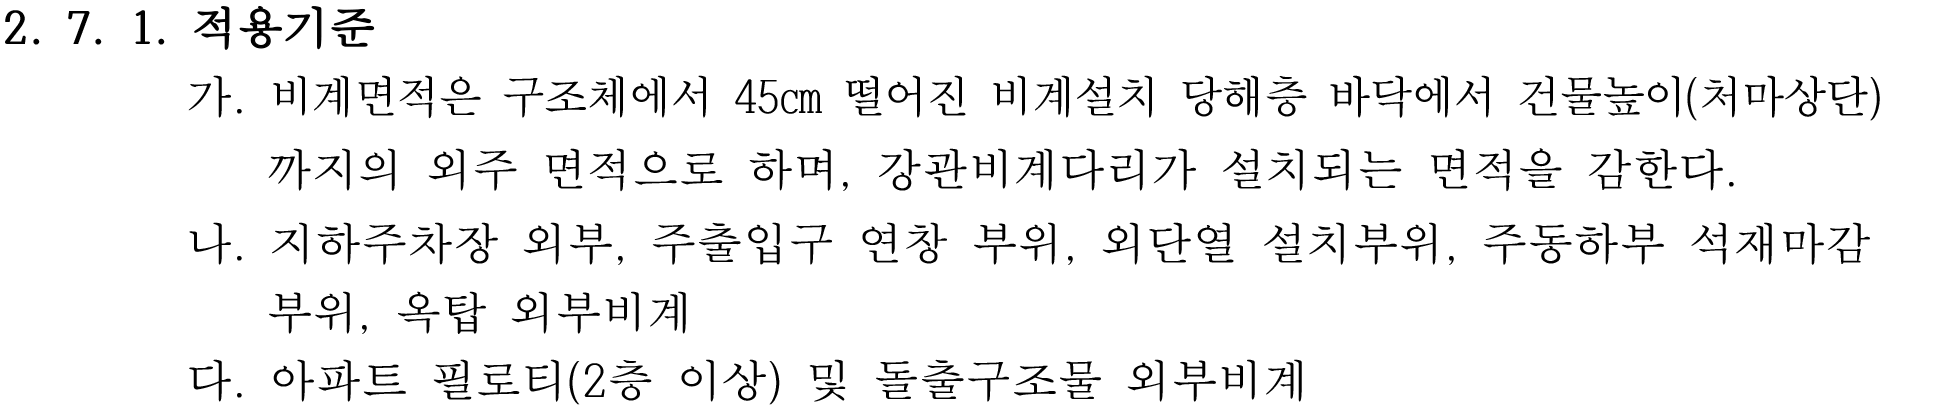 2. 7. 1. 적용기준
가. 비계면적은 구조체에서 45cm 떨어진 비계설치 당해층 바닥에서 건물높이(처마상단)
까지의 외주 면적으로 하며, 강관비계다리가 설치되는 면적을 감한다.
나. 지하주차장 외부, 주출입구 연창 부위, 외단열 설치부위, 주동하부 석재마감
부위, 옥탑 외부비계
다. 아파트 필로티(2층 이상) 및 돌출구조물 외부비계